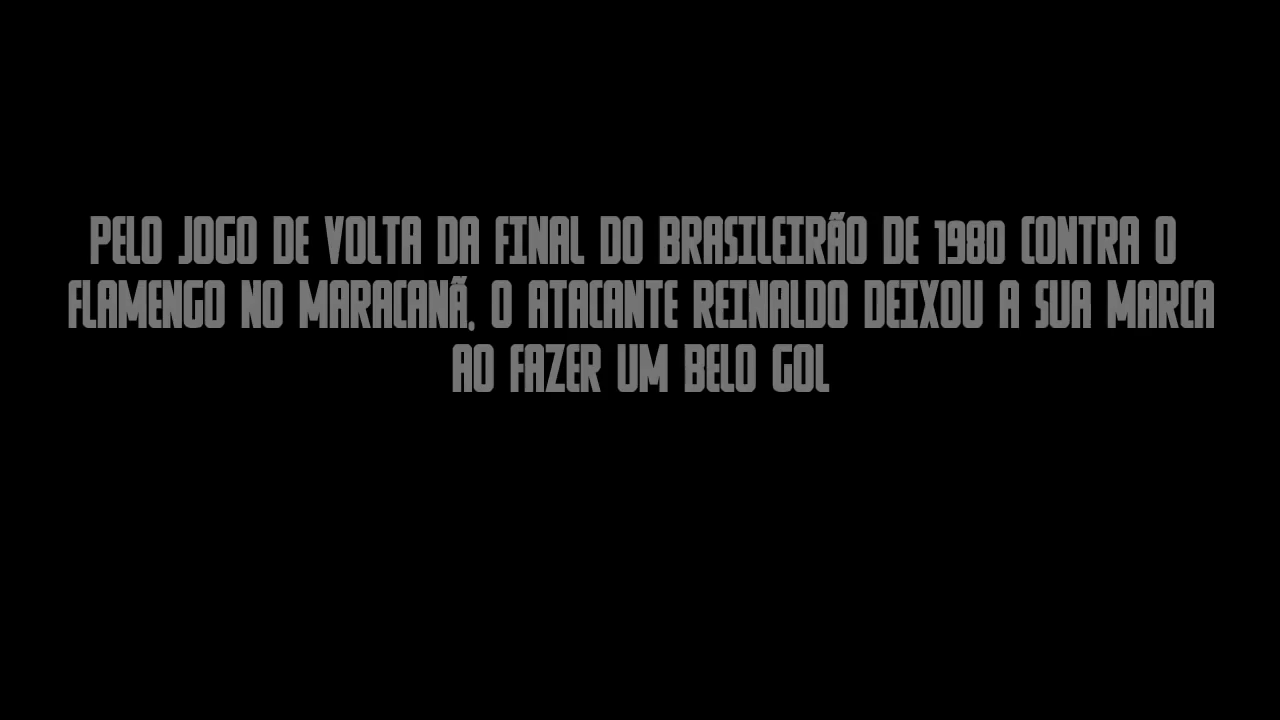 PELO JOGO DE VOLTA DA FINAL DO BRASILEIRÃO DE 1980 CONTRA O
FLAMENGO NO MARACANÃ, O ATACANTE REINALDO DEIXOU A SUA MARCA
AO FAZER UM BELO GOL